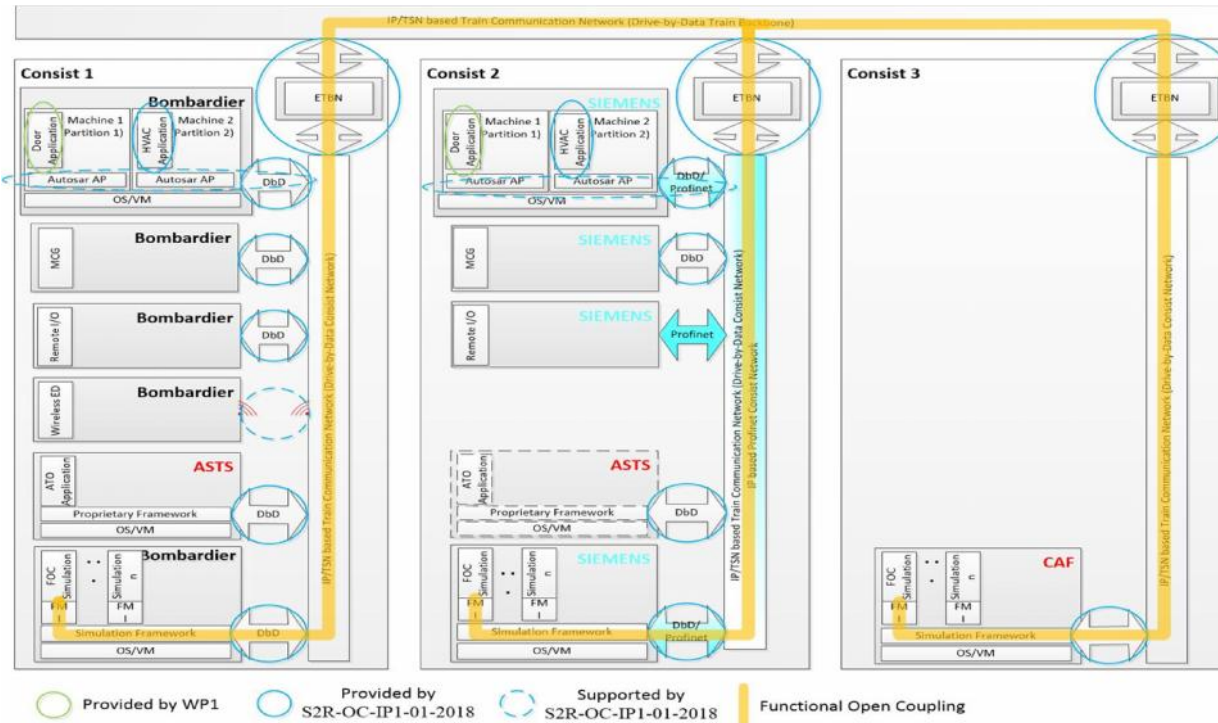 IP/TSN based Train Communication Network (Drive-by-Data Train Backbone)
Consist 1
Bombardier
Door
Application
Machine 1
Partition 1)
HVAC
Application
Machine 2
Partition 2)
Autosar AP
Autosar AP
OS/VM
DbD
ETBN
Bombardier
MCG
DbD
Bombardier
Remote I/O
DbD
Bombardier
Wireless ED
ASTS
ATO
Application
Proprietary Framework
OS/VM
DbD
Bombardier
FOC
Simulation
. .
.
Simulation
n
FM
I
FM
I
Simulation Framework
OS/VM
DbD
IP/TSN based Train Communication Network (Drive-by-Data Consist Network)
Consist 2
SIEMENS
Door
Application
Machine 1
Partition 1)
HVAC
Application
Machine 2
Partition 2)
Autosar AP
Autosar AP
OS/VM
DbD/
Profinet
ETBN
SIEMENS
MCG
DbD
SIEMENS
Remote I/O
Profinet
ASTS
ATO
Application
Proprietary Framework
OS/VM
DbD
SIEMENS
FOC
Simulation
. .
.
Simulation
n
FM
I
FM
I
Simulation Framework
OS/VM
DbD/
Profinet
IP/TSN based Train Communication Network (Drive-by-Data Consist Network)
IP based Profinet Consist Network
Consist 3
ETBN
CAF
FOC
Simulation
. .
.
Simulation
n
FM
I
FM
I
Simulation Framework
OS/VM
IP/TSN based Train Communication Network (Drive-by-Data Consist Network)
Provided by WP1
Provided by
S2R-OC-IP1-01-2018
Supported by
S2R-OC-IP1-01-2018
Functional Open Coupling